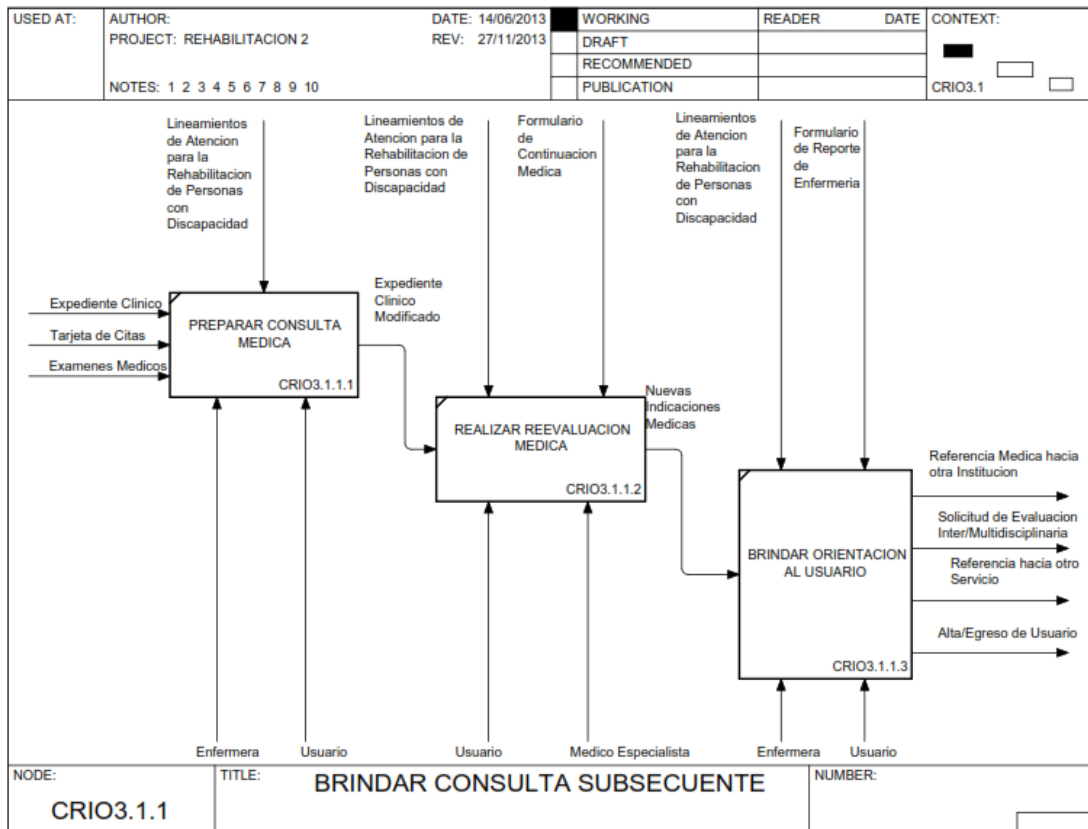 USED AT:
AUTHOR:
DATE: 14/06/2013
PROJECT: REHABILITACION 2
REV: 27/11/2013
NOTES: 1 2 3 4 5 6 7 8 9 10
WORKING
DRAFT
RECOMMENDED
PUBLICATION
READER
DATE
CONTEXT:
CRIO3.1
Lineamientos
de Atencion
para la
Rehabilitacion
de Personas
con
Discapacidad
Lineamientos de
Atencion para la
Rehabilitacion de
Personas con
Discapacidad
Formulario
de
Continuacion
Medica
Lineamientos
de Atencion
para la
Rehabilitacion
de Personas
con
Discapacidad
Formulario
de Reporte
de
Enfermeria
Expediente Clinico
Tarjeta de Citas
Examenes Medicos
PREPARAR CONSULTA
MEDICA
CRIO3.1.1.1
Expediente
Clinico
Modificado
REALIZAR REEVALUACION
MEDICA
CRIO3.1.1.2
Nuevas
Indicaciones
Medicas
BRINDAR ORIENTACION
AL USUARIO
CRIO3.1.1.3
Referencia Medica hacia
otra Institucion
Solicitud de Evaluacion
Inter/Multidisciplinaria
Referencia hacia otro
Servicio
Alta/Egreso de Usuario
Enfermera
Usuario
Usuario
Medico Especialista
Enfermera
Usuario
NODE:
CRIO3.1.1
TITLE:
BRINDAR CONSULTA SUBSECUENTE
NUMBER: